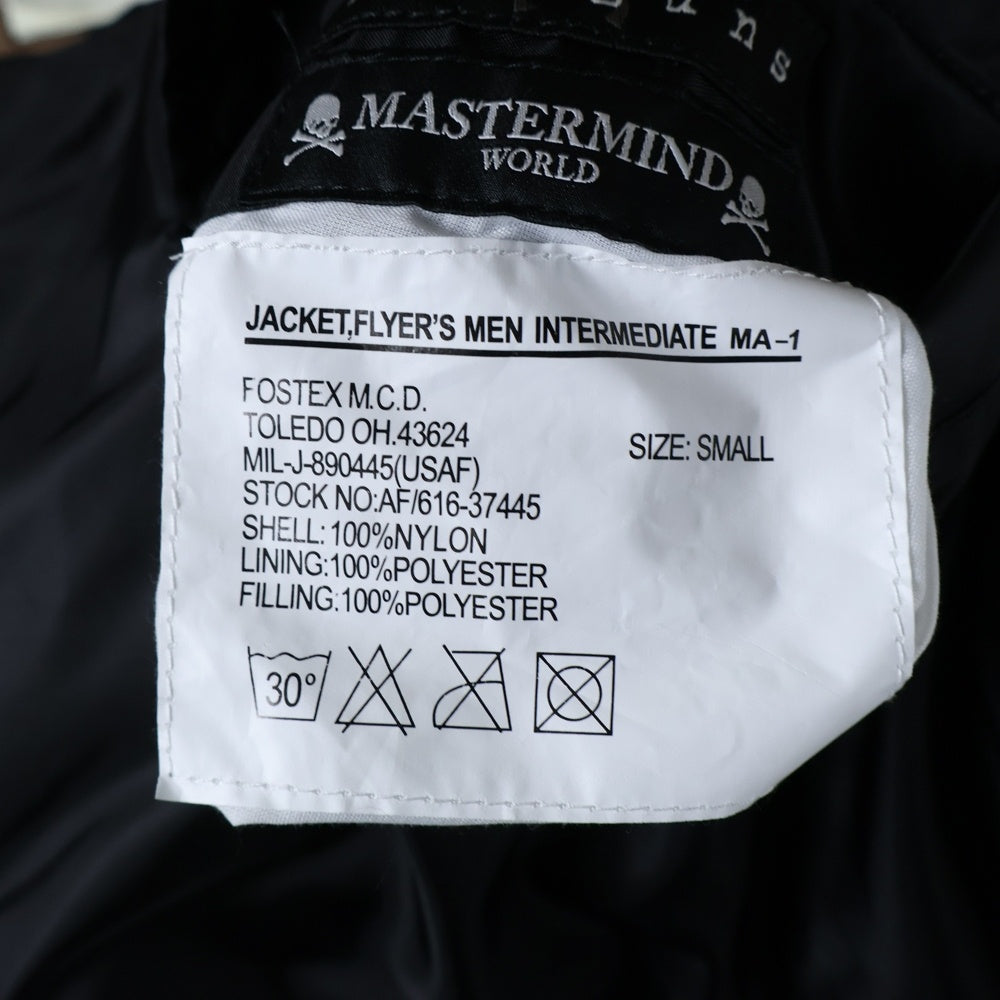 MASTERMIND
WORLD
JACKET,FLYER'S MEN INTERMEDIATE MA-1
FOSTEX M.C.D.
TOLEDO OH.43624
MIL-J-890445(USAF)
STOCK NO:AF/616-37445
SHELL:100%NYLON
LINING:100%POLYESTER
FILLING:100%POLYESTER
SIZE: SMALL
30°